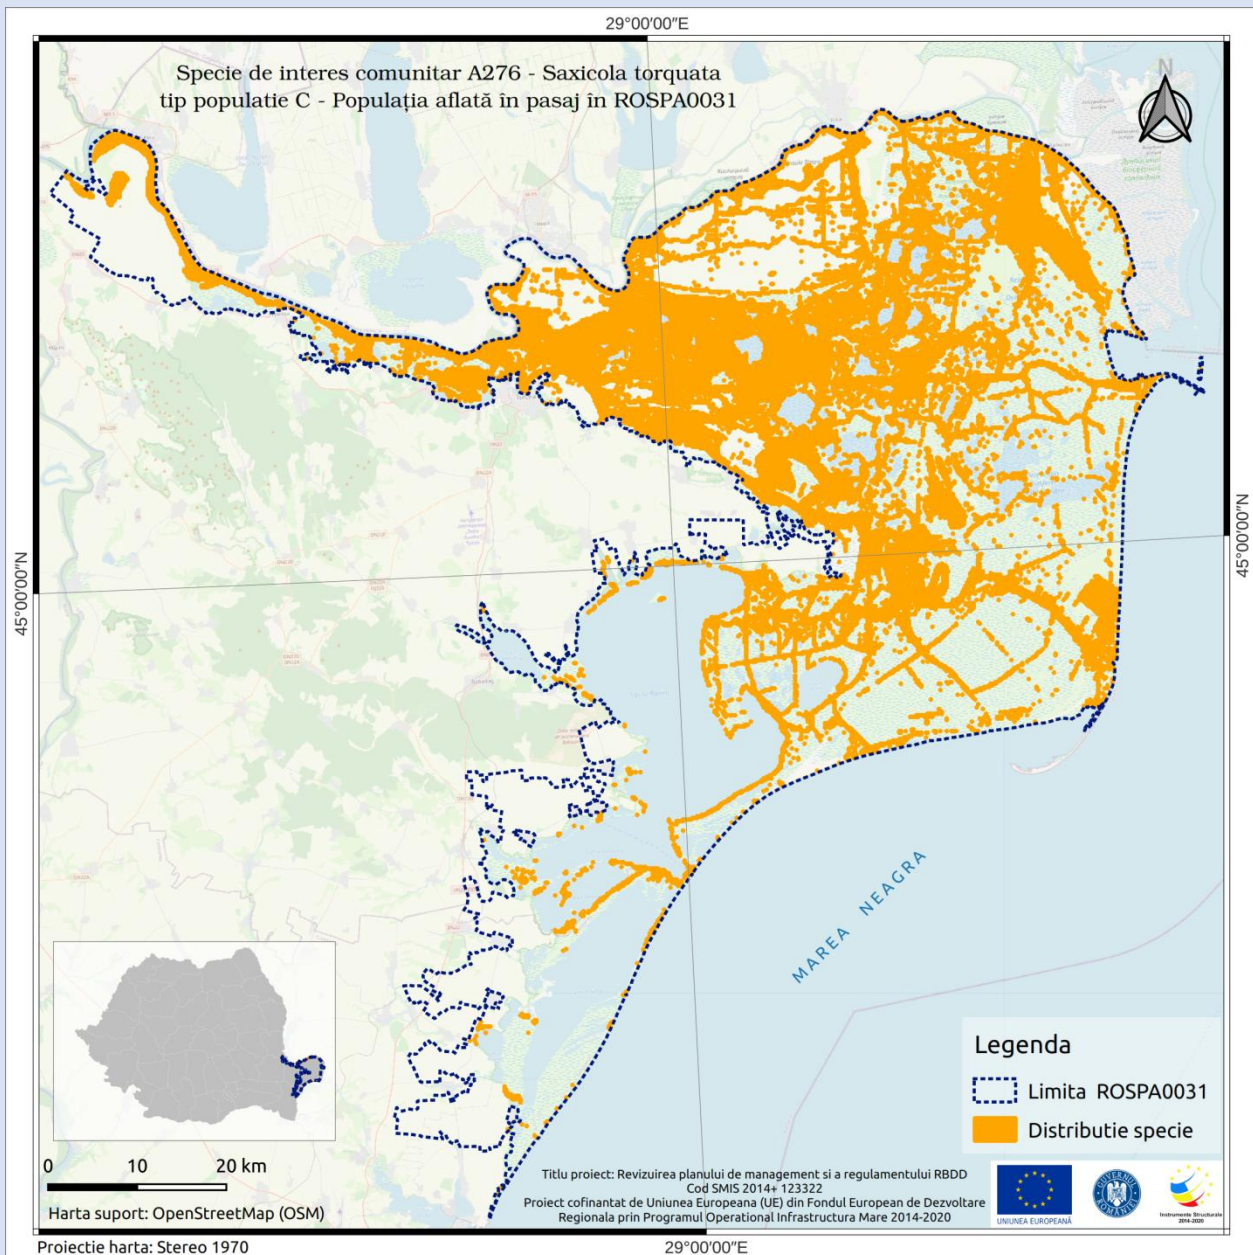 29°00′00″E
Specie de interes comunitar A276 - Saxicola torquata
tip populatie C - Populația aflată în pasaj în ROSPA0031
N
45°00′00″N
45°00′00″N
MAREA NEAGRA
Legenda
Limita ROSPA0031
Distributie specie
0 10 20 km
Harta suport: OpenStreetMap (OSM)
Titlu proiect: Revizuirea planului de management si a regulamentului RBDD
Cod SMIS 2014+ 123322
Proiect cofinantat de Uniunea Europeana (UE) din Fondul European de Dezvoltare
Regionala prin Programul Operational Infrastructura Mare 2014-2020
UNIUNEA EUROPEANĂ
Instrumente Structurale
2014-2020
Proiectie harta: Stereo 1970
29°00′00″E